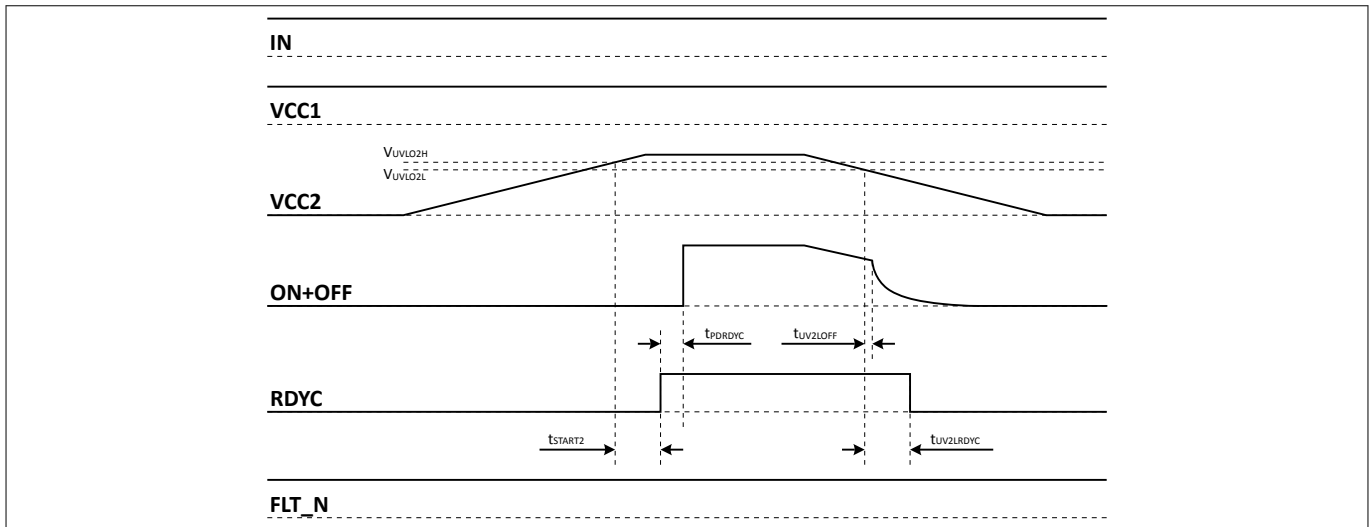 IN
VCC1
VUVLO2H
VUVLO2L
VCC2
ON+OFF
tPDRDYC
tUV2LOFF
RDYC
tSTART2
tUV2LRDYC
FLT_N